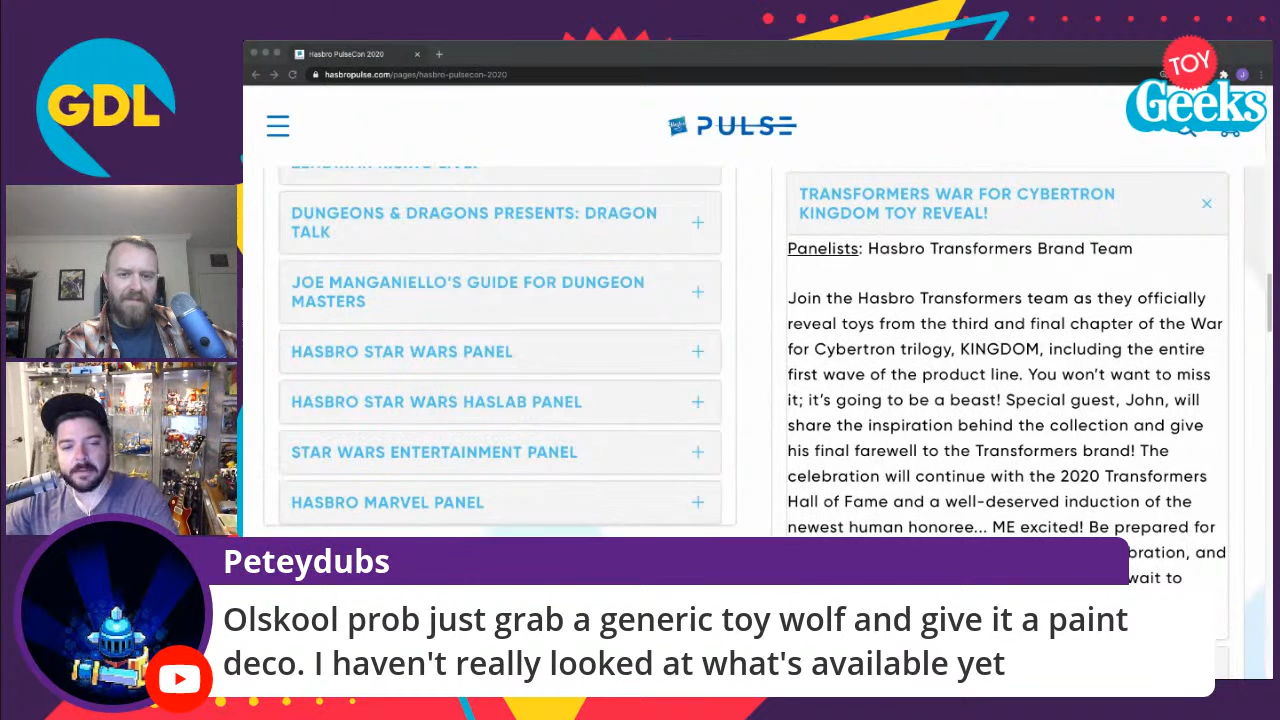 GDL
Hasbro PulseCon 2020
hasbropulse.com/pages/hasbro-pulsecon-2020
TOY
Geeks
PULSE
DUNGEONS & DRAGONS PRESENTS: DRAGON
TALK
JOE MANGANIELLO'S GUIDE FOR DUNGEON
MASTERS
HASBRO STAR WARS PANEL
HASBRO STAR WARS HASLAB PANEL
STAR WARS ENTERTAINMENT PANEL
HASBRO MARVEL PANEL
TRANSFORMERS WAR FOR CYBERTRON
KINGDOM TOY REVEAL!
Panelists: Hasbro Transformers Brand Team
Join the Hasbro Transformers team as they officially
reveal toys from the third and final chapter of the War
for Cybertron trilogy, KINGDOM, including the entire
first wave of the product line. You won't want to miss
it; it's going to be a beast! Special guest, John, will
share the inspiration behind the collection and give
his final farewell to the Transformers brand! The
celebration will continue with the 2020 Transformers
Hall of Fame and a well-deserved induction of the
newest human honoree... ME excited! Be prepared for
bration, and
wait to
Peteydubs
Olskool prob just grab a generic toy wolf and give it a paint
deco. I haven't really looked at what's available yet